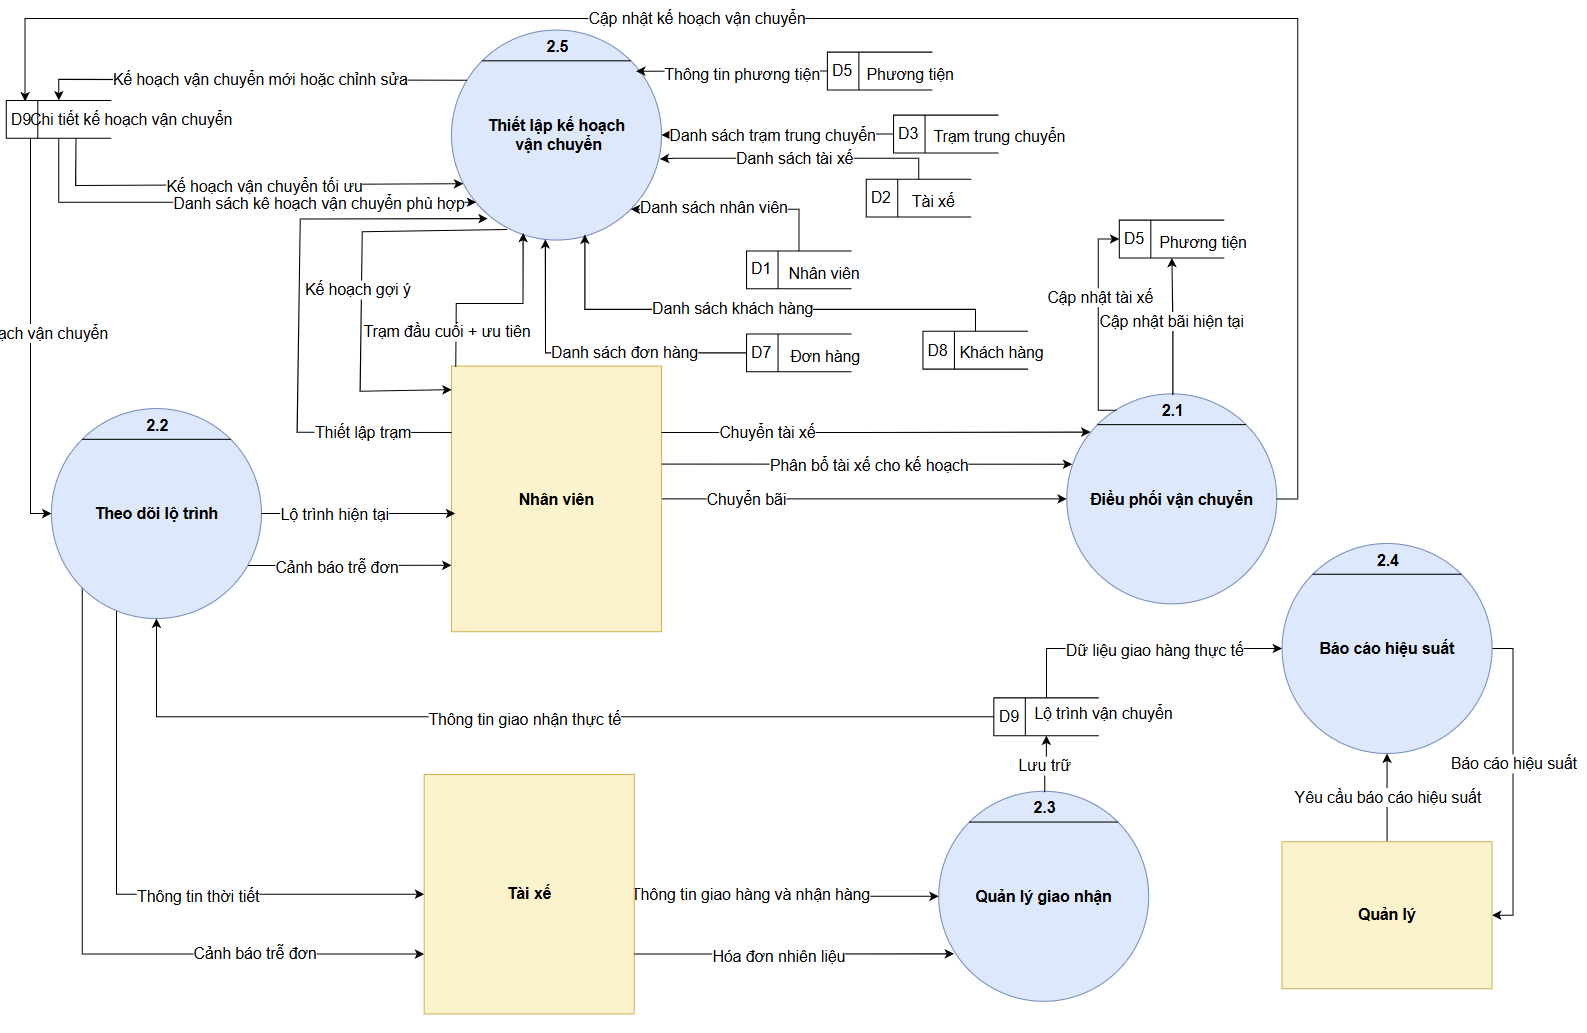 Cập nhật kế hoạch vận chuyển
2.5
Kế hoạch vận chuyển mới hoặc chỉnh sửa
Thông tin phương tiện
D5 Phương tiện
D9 Chi tiết kế hoạch vận chuyển
Thiết lập kế hoạch
vận chuyển
Danh sách trạm trung chuyển
D3 Trạm trung chuyển
Danh sách tài xế
D2 Tài xế
Kế hoạch vận chuyển tối ưu
Danh sách kê hoạch vận chuyển phù hợp
Danh sách nhân viên
D1 Nhân viên
D5 Phương tiện
Kế hoạch gợi ý
Cập nhật tài xế
Danh sách khách hàng
Cập nhật bãi hiện tại
Trạm đầu cuối + ưu tiên
ạch vận chuyển
Danh sách đơn hàng
D7 Đơn hàng
D8 Khách hàng
2.1
2.2
Thiết lập trạm
Chuyển tài xế
Phân bổ tài xế cho kế hoạch
Nhân viên
Chuyển bãi
Điều phối vận chuyển
Theo dõi lộ trình
Lộ trình hiện tại
Cảnh báo trễ đơn
2.4
Dữ liệu giao hàng thực tế
Báo cáo hiệu suất
Thông tin giao nhận thực tế
D9 Lộ trình vận chuyển
Lưu trữ
Báo cáo hiệu suất
Yêu cầu báo cáo hiệu suất
2.3
Thông tin thời tiết
Tài xế
Thông tin giao hàng và nhận hàng
Quản lý giao nhận
Quản lý
Cảnh báo trễ đơn
Hóa đơn nhiên liệu